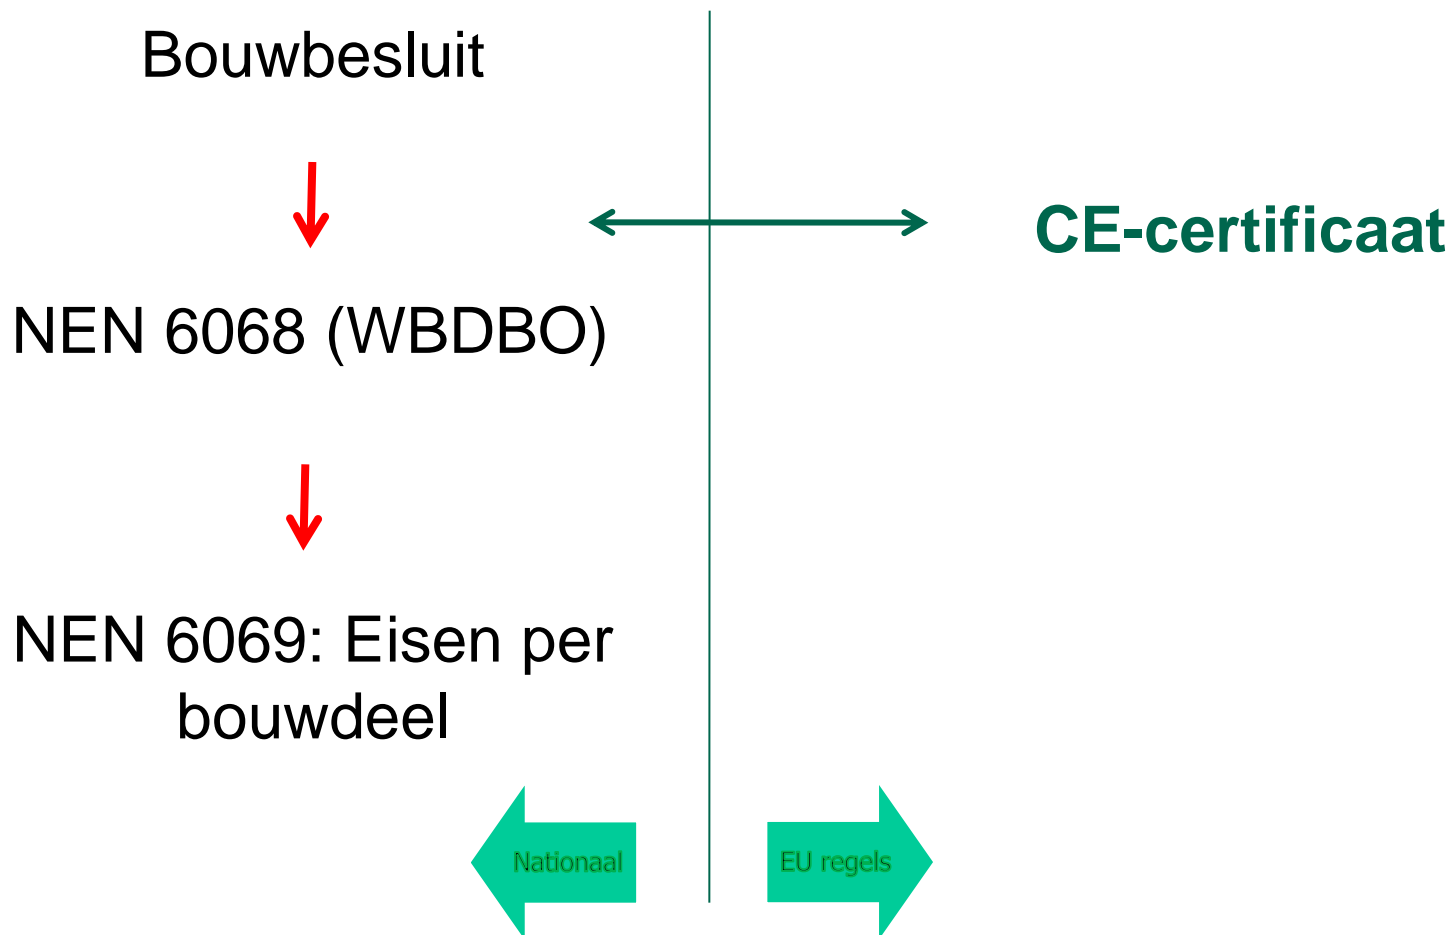 Bouwbesluit
CE-certificaat
NEN 6068 (WBDBO)
NEN 6069: Eisen per
bouwdeel
Nationaal
EU regels